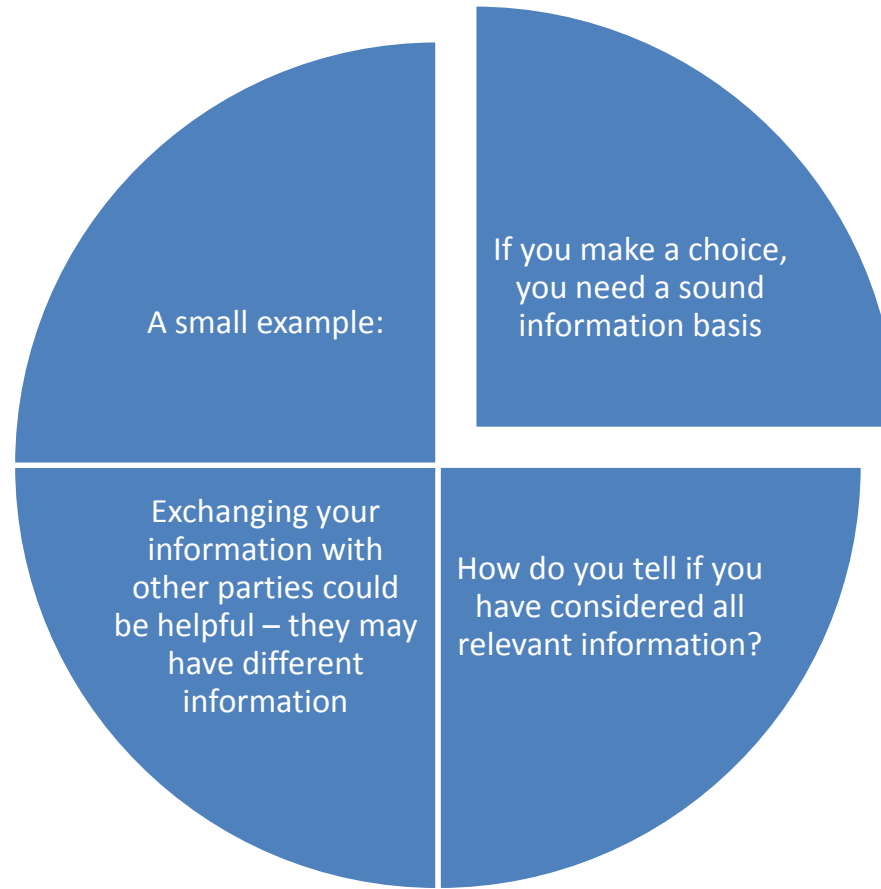 If you make a choice,
you need a sound
information basis
How do you tell if you
have considered all
relevant information?
Exchanging your
information with
other parties could
be helpful – they may
have different
information
A small example: